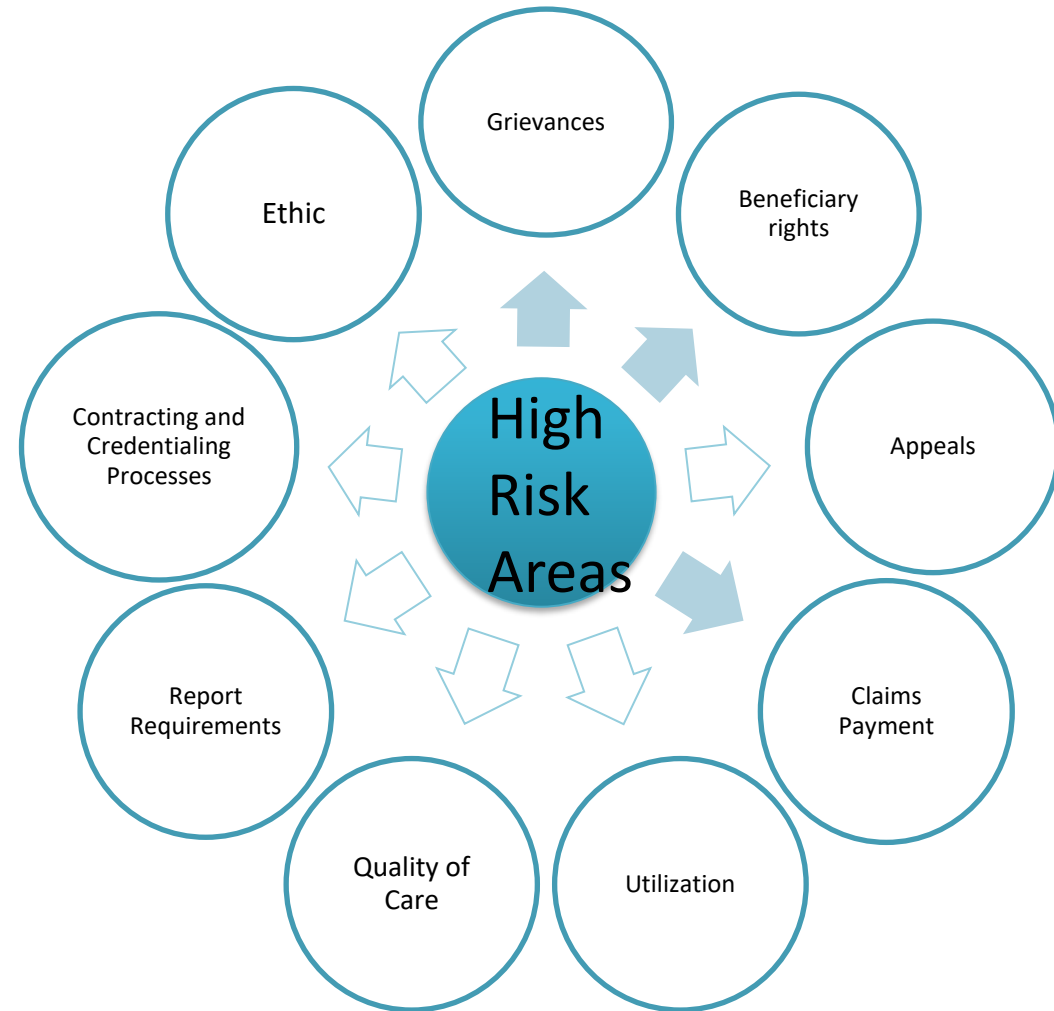 Grievances
Beneficiary
rights
Appeals
Claims
Payment
Utilization
Quality of
Care
Report
Requirements
Contracting and
Credentialing
Processes
Ethic
High
Risk
Areas